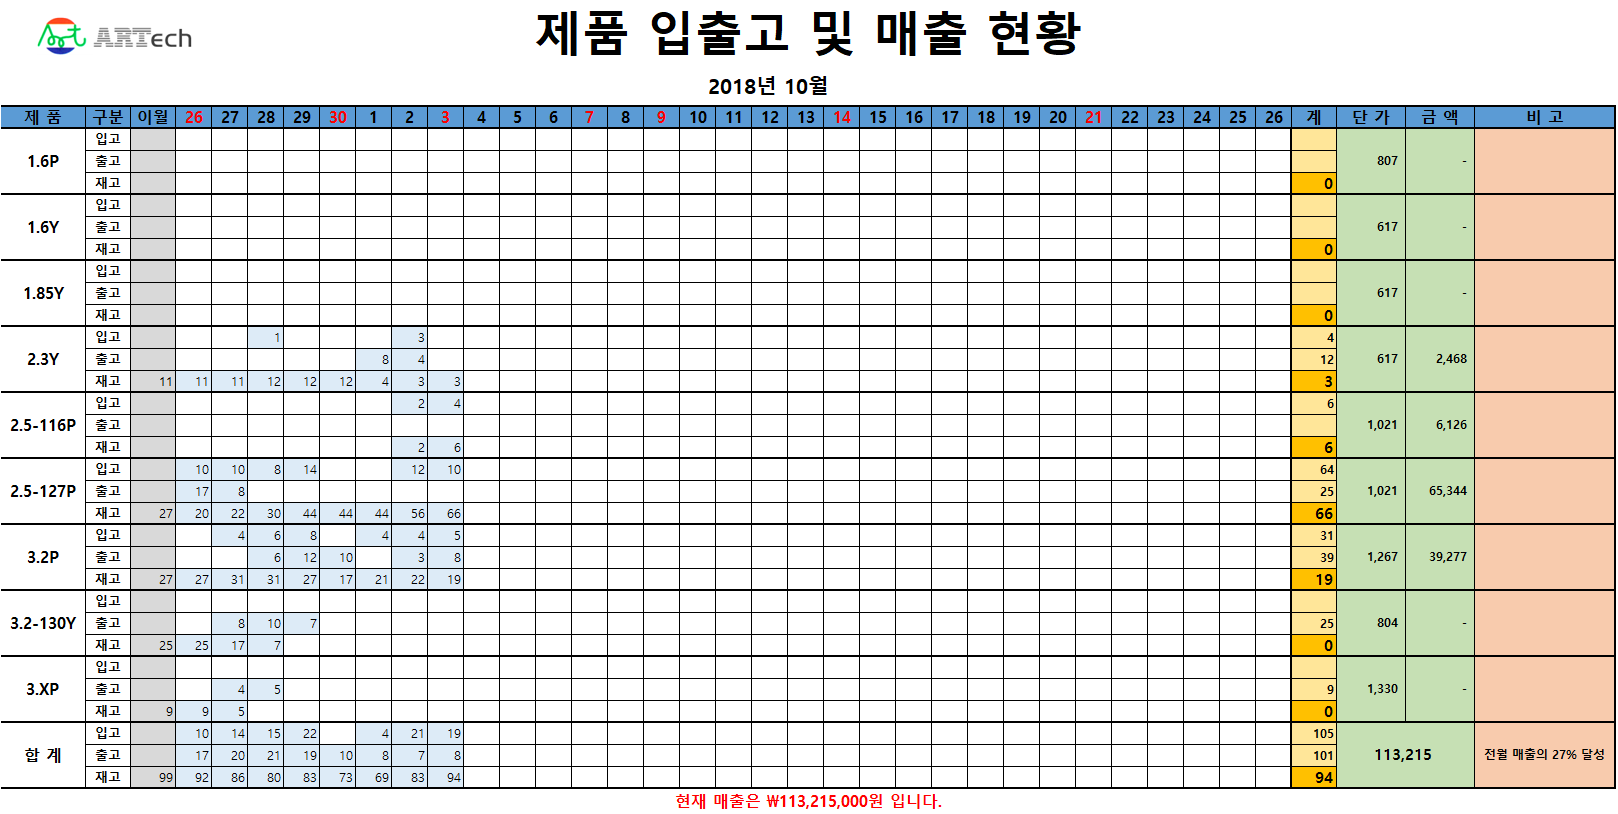 Art ARTech
제품 입출고 및 매출 현황
2018년 10월
제 품 구분 이월 26 27 28 29 30 1 2 3 4 5 6 7 8 9 10 11 12 13 14 15 16 17 18 19 20 21 22 23 24 25 26 계 단 가 금 액 비 고
입고
1.6P 출고 807 -
재고 0
입고
1.6Y 출고 617 -
재고 0
입고
1.85Y 출고 617 -
재고 0
입고 1 3 4
2.3Y 출고 8 4 12 617 2,468
재고 11 11 11 12 12 12 4 3 3 3
입고 2 4 6
2.5-116P 출고 1,021 6,126
재고 2 6 6
입고 10 10 8 14 12 10 64
2.5-127P 출고 17 8 25 1,021 65,344
재고 27 20 22 30 44 44 44 56 66 66
입고 4 6 8 4 4 5 31
3.2P 출고 6 12 10 3 8 39 1,267 39,277
재고 27 27 31 31 27 17 21 22 19 19
입고
3.2-130Y 출고 8 10 7 25 804 -
재고 25 25 17 7 0
입고
3.XP 출고 4 5 9 1,330 -
재고 9 9 5 0
입고 10 14 15 22 4 21 19 105
합 계 출고 17 20 21 19 10 8 7 8 101 113,215 전월 매출의 27% 달성
재고 99 92 86 80 83 73 69 83 94 94
현재 매출은 ₩113,215,000원 입니다.